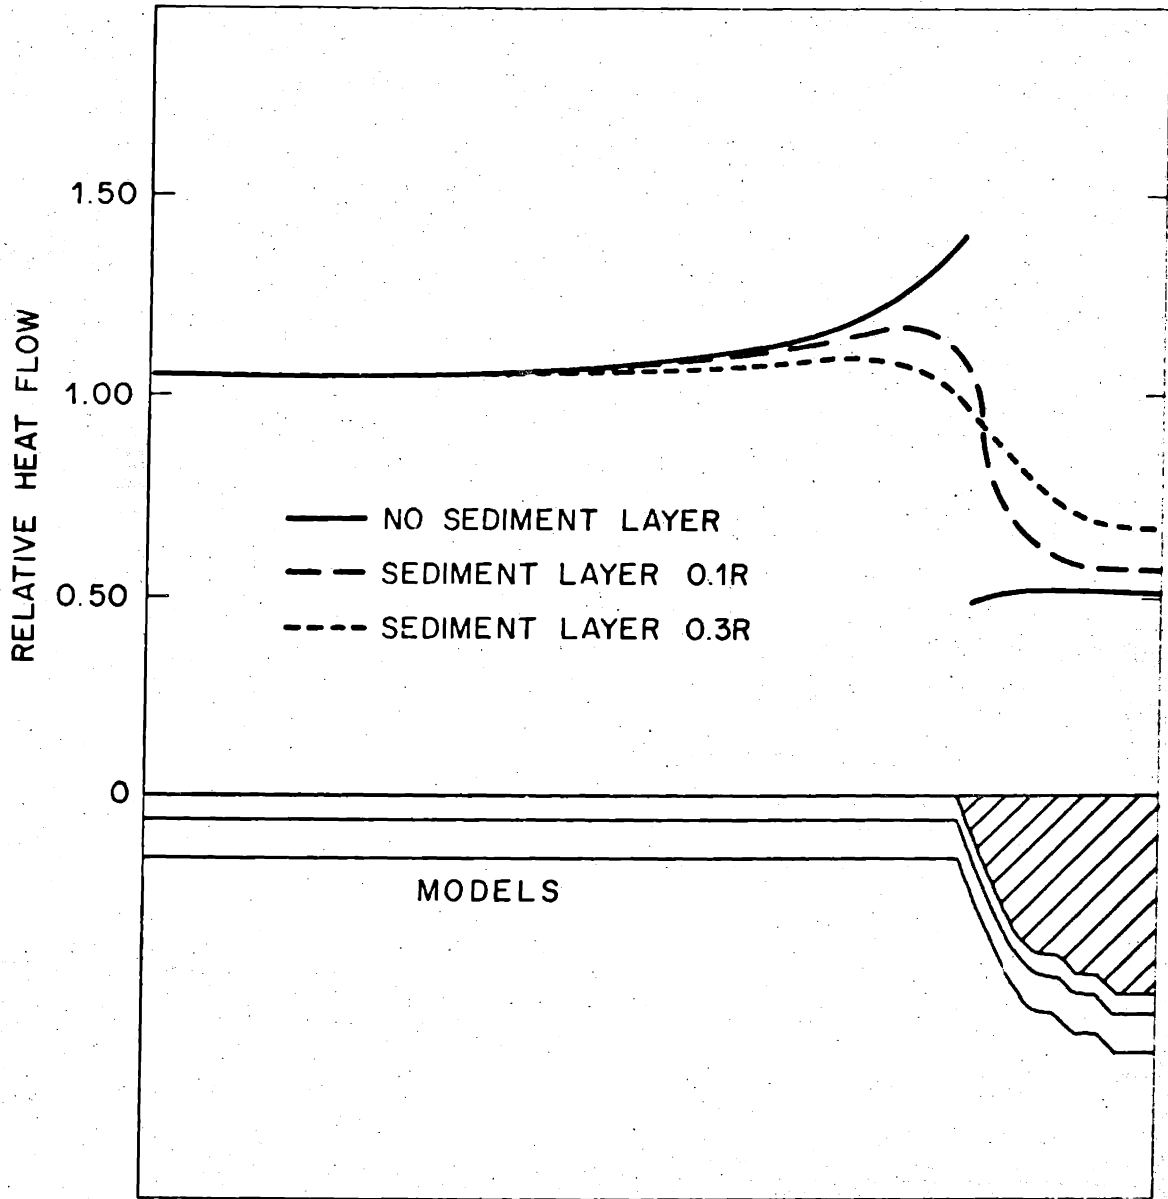 1.50
1.00
0.50
0
RELATIVE HEAT FLOW
NO SEDIMENT LAYER
SEDIMENT LAYER 0.1R
SEDIMENT LAYER 0.3R
MODELS